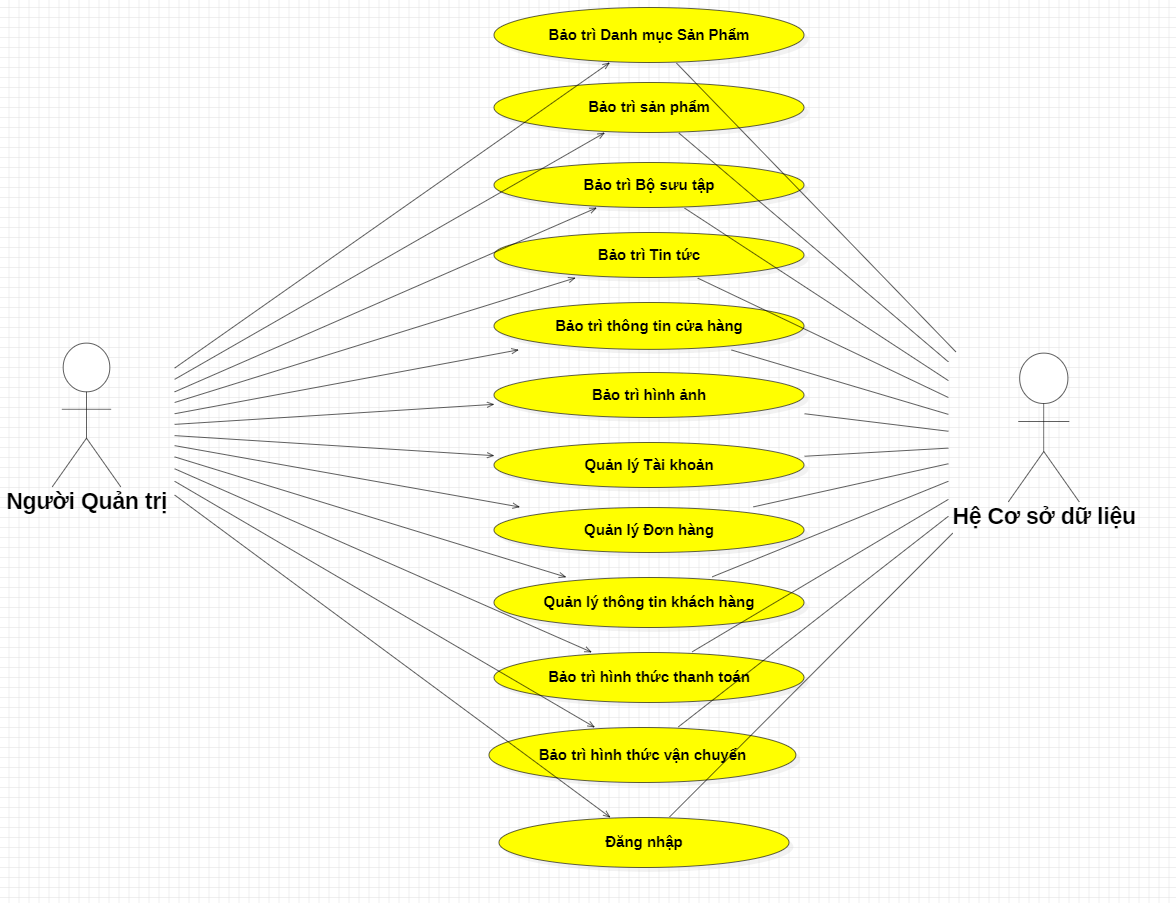 Bảo trì Danh mục Sản Phẩm
Bảo trì sản phẩm
Bảo trì Bộ sưu tập
Bảo trì Tin tức
Bảo trì thông tin cửa hàng
Bảo trì hình ảnh
Quản lý Tài khoản
Người Quản trị
Hệ Cơ sở dữ liệu
Quản lý Đơn hàng
Quản lý thông tin khách hàng
Bảo trì hình thức thanh toán
Bảo trì hình thức vận chuyển
Đăng nhập